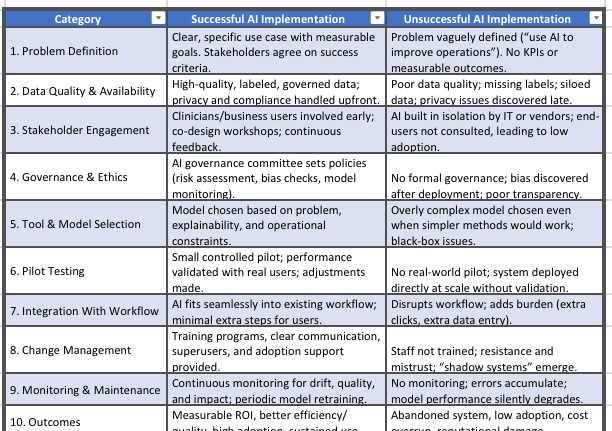 Category Successful AI Implementation Unsuccessful AI Implementation
1. Problem Definition
Clear, specific use case with measurable
goals. Stakeholders agree on success
criteria.
Problem vaguely defined (“use AI to
improve operations”). No KPIs or
measurable outcomes.
2. Data Quality & Availability
High-quality, labeled, governed data;
privacy and compliance handled upfront.
Poor data quality; missing labels; siloed
data; privacy issues discovered late.
3. Stakeholder Engagement
Clinicians/business users involved early;
co-design workshops; continuous
feedback.
AI built in isolation by IT or vendors; end-
users not consulted, leading to low
adoption.
4. Governance & Ethics
AI governance committee sets policies
(risk assessment, bias checks, model
monitoring).
No formal governance; bias discovered
after deployment; poor transparency.
5. Tool & Model Selection
Model chosen based on problem,
explainability, and operational
constraints.
Overly complex model chosen even
when simpler methods would work;
black-box issues.
6. Pilot Testing
Small controlled pilot; performance
validated with real users; adjustments
made.
No real-world pilot; system deployed
directly at scale without validation.
7. Integration With Workflow
AI fits seamlessly into existing workflow;
minimal extra steps for users.
Disrupts workflow; adds burden (extra
clicks, extra data entry).
8. Change Management
Training programs, clear communication,
superusers, and adoption support
provided.
Staff not trained; resistance and
mistrust; “shadow systems” emerge.
9. Monitoring & Maintenance
Continuous monitoring for drift, quality,
and impact; periodic model retraining.
No monitoring; errors accumulate;
model performance silently degrades.
10. Outcomes
Measurable ROI, better efficiency/
quality, high adoption, sustained use
Abandoned system, low adoption, cost
overrun, reputational damage